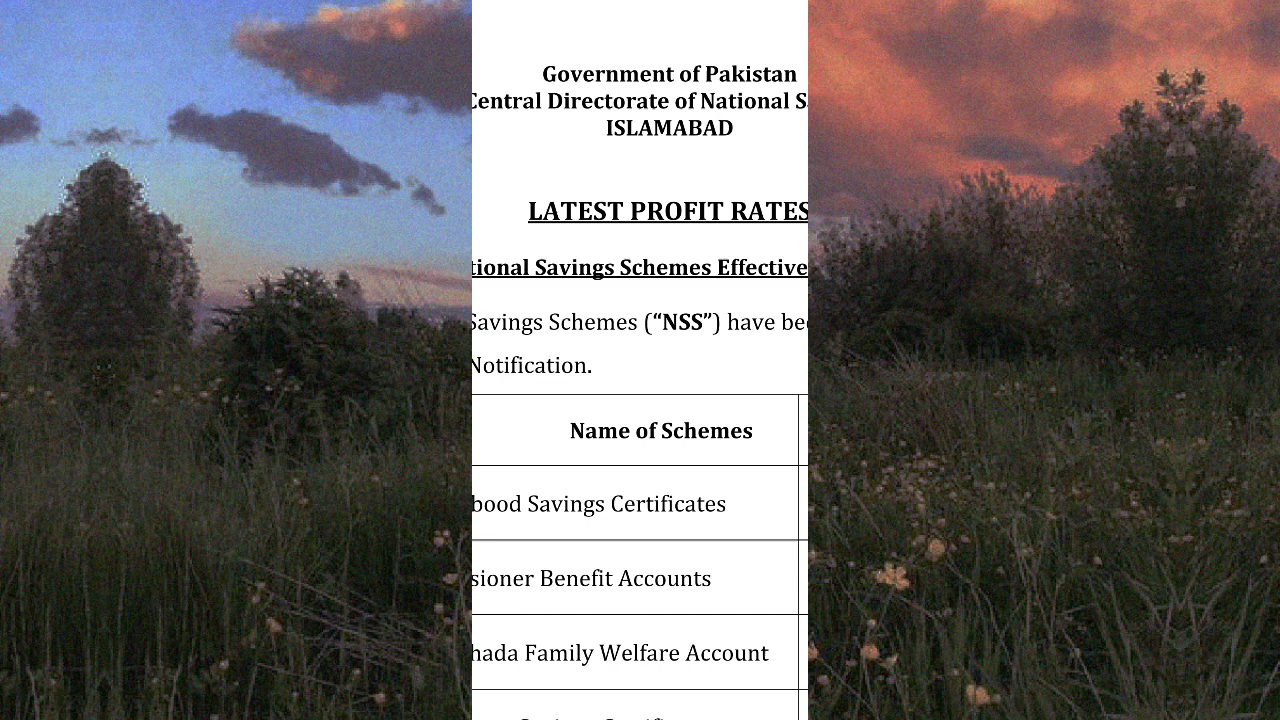 Government of Pakistan
Central Directorate of National S
ISLAMABAD
LATEST PROFIT RATES
tional Savings Schemes Effective
Savings Schemes (“NSS”) have bee
Notification.
Name of Schemes
bood Savings Certificates
sioner Benefit Accounts
hada Family Welfare Account